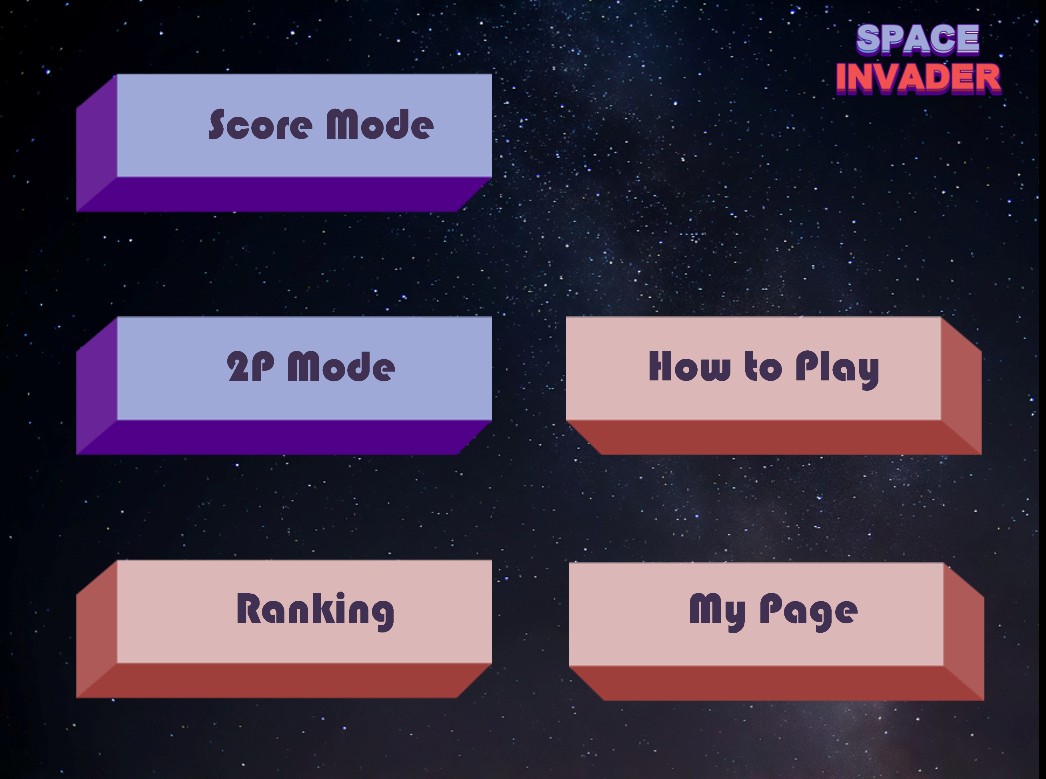 SPACE
INVADER
Score Mode
2P Mode
How to Play
Ranking
My Page